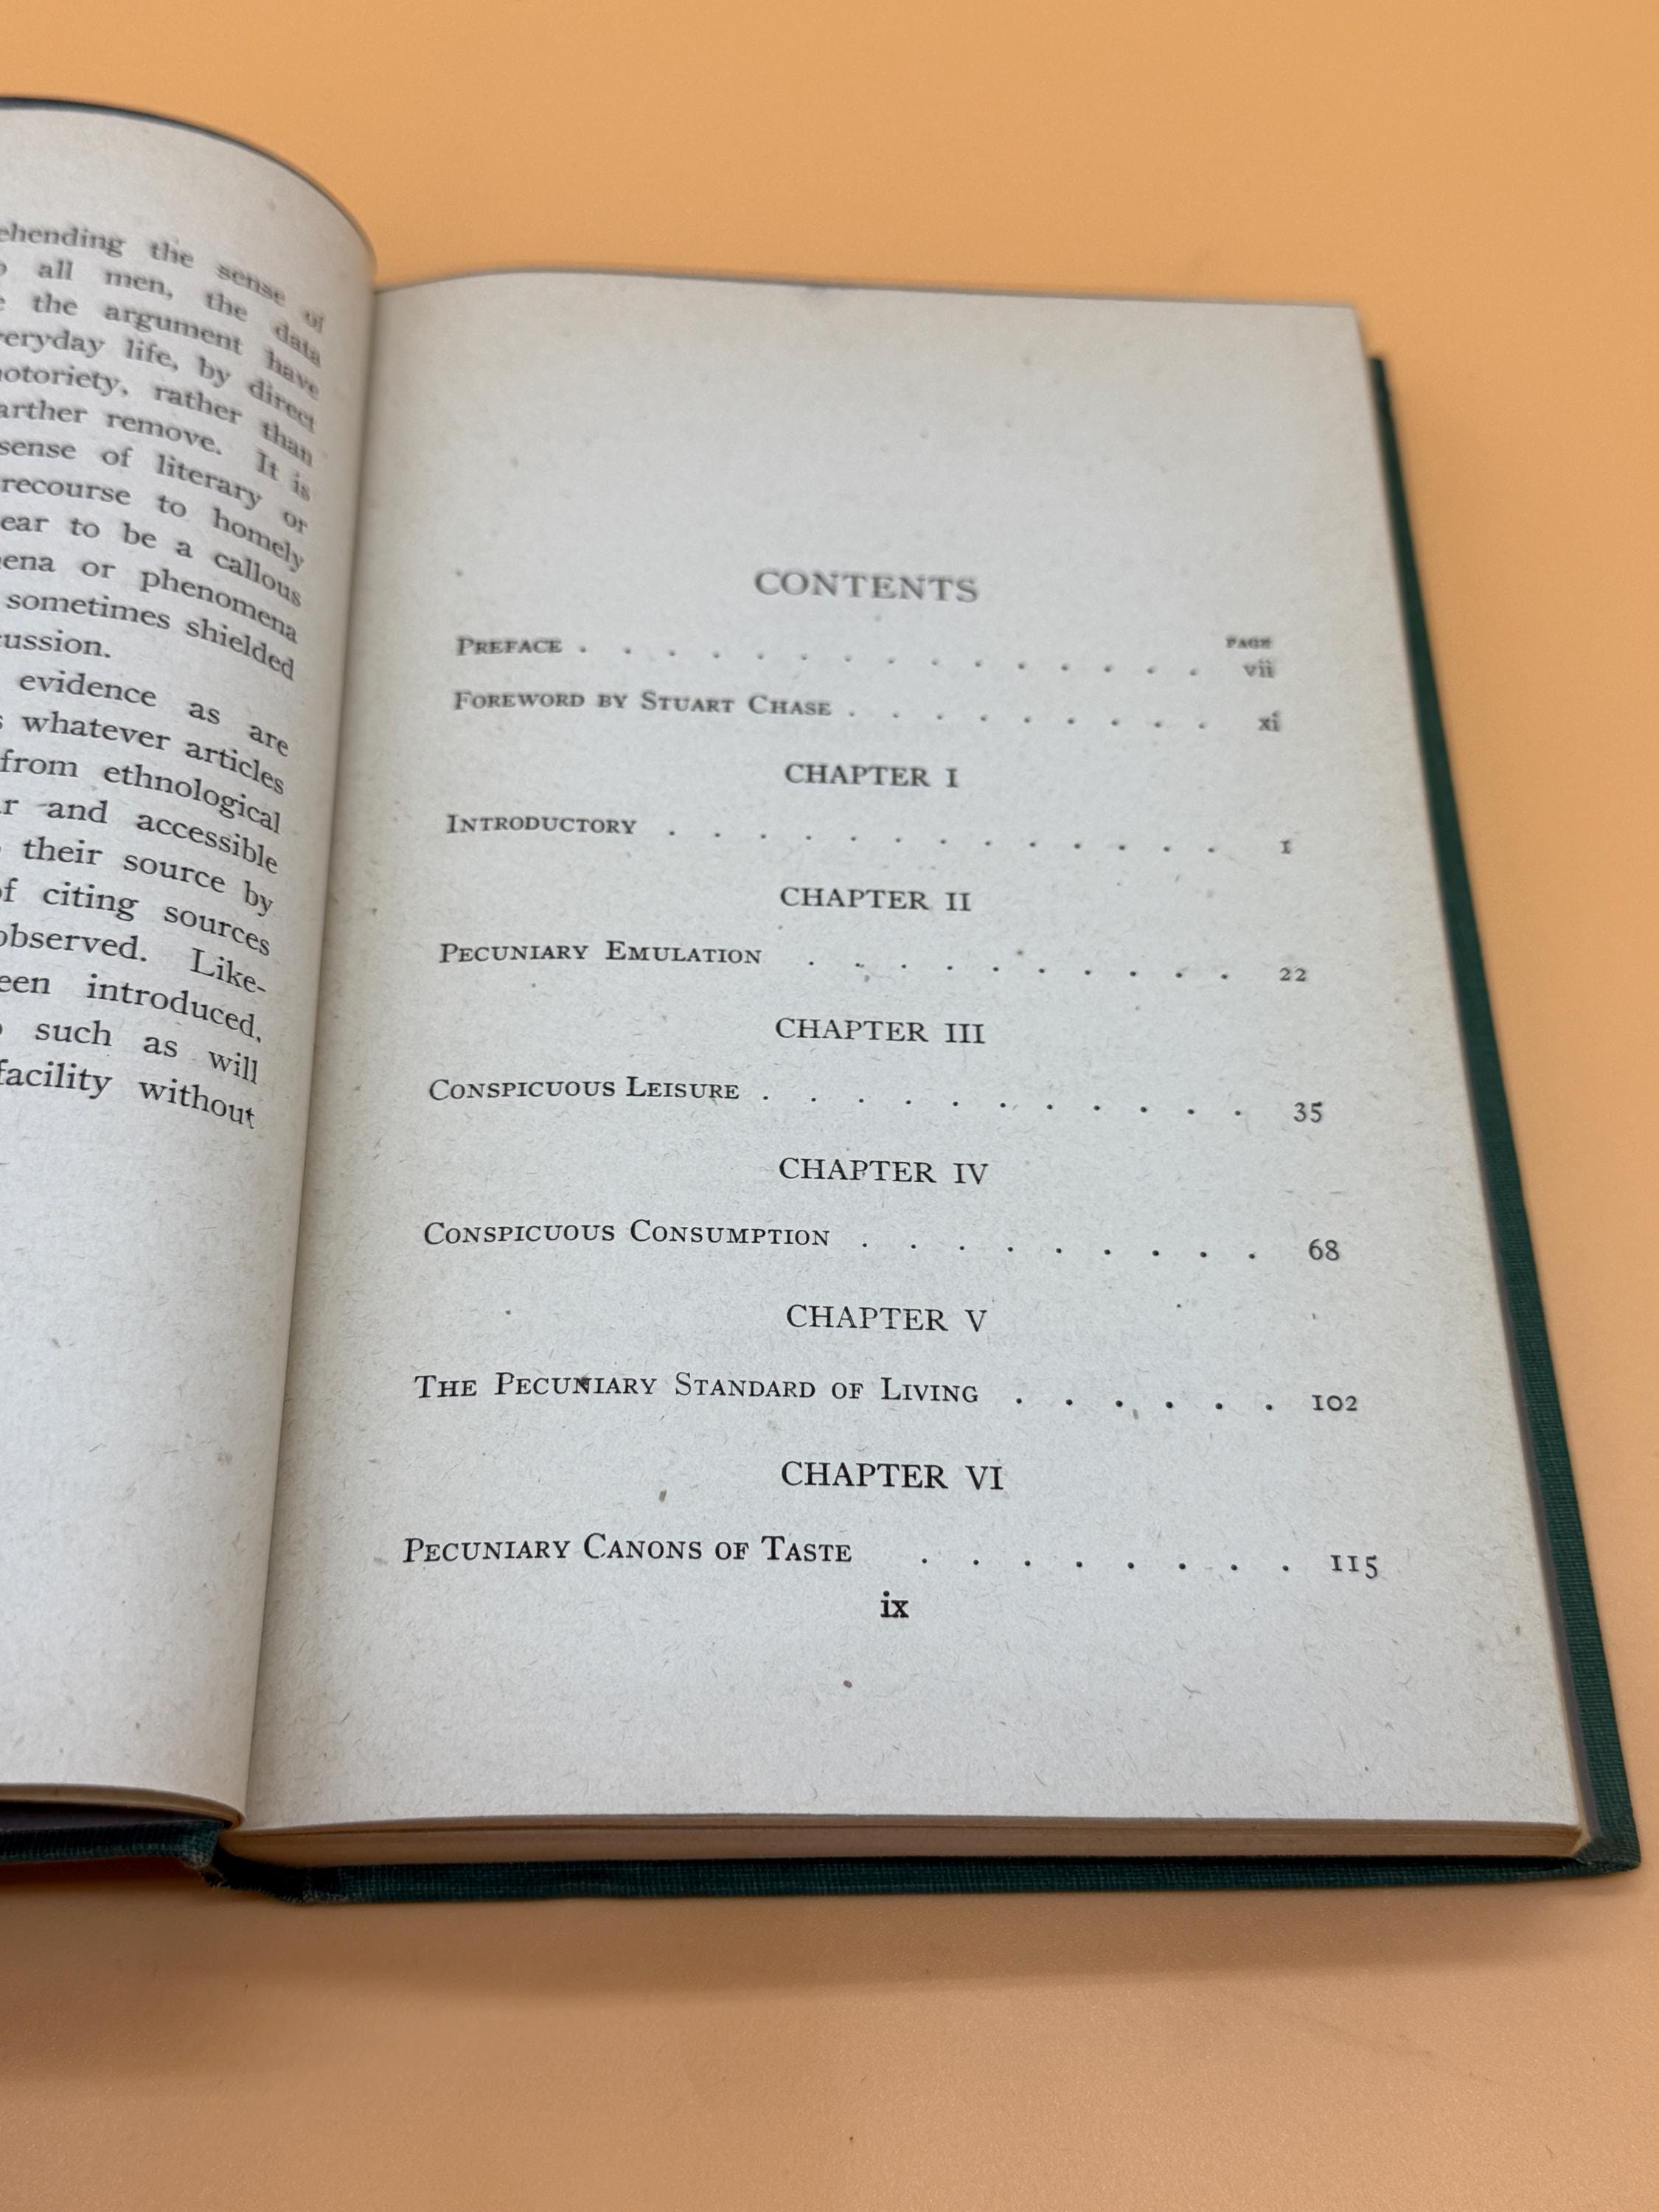 ehending the sense of
all men, the data
the argument have
veryday life, by direct
notoriety, rather than
arther remove. It is
sense of literary or
recourse to homely
ear to be a callous
ena or phenomena
sometimes shielded
cussion.
evidence as are
whatever articles
from ethnological
r and accessible
their source by
of citing sources
observed. Like-
een introduced,
such as will
facility without
CONTENTS
PAGE
PREFACE . . . . . . . . . . . . . . . vii
FOREWORD BY STUART CHASE . . . . . . . . . xi
CHAPTER I
INTRODUCTORY . . . . . . . . . . . . . 1
CHAPTER II
PECUNIARY EMULATION . . . . . . . . . . 22
CHAPTER III
CONSPICUOUS LEISURE . . . . . . . . . . . 35
CHAPTER IV
CONSPICUOUS CONSUMPTION . . . . . . . . . 68
CHAPTER V
THE PECUNIARY STANDARD OF LIVING . . . . . . 102
CHAPTER VI
PECUNIARY CANONS OF TASTE . . . . . . . . 115
ix